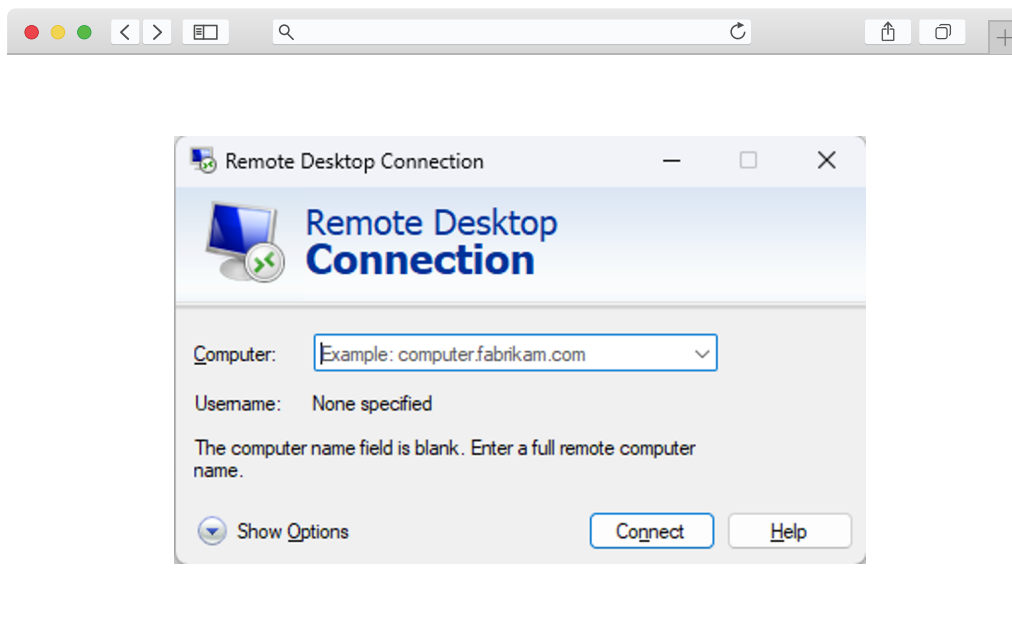 Remote Desktop Connection
Remote Desktop
Connection
Computer: Example: computer.fabrikam.com
Username: None specified
The computer name field is blank. Enter a full remote computer
name.
Show Options Connect Help